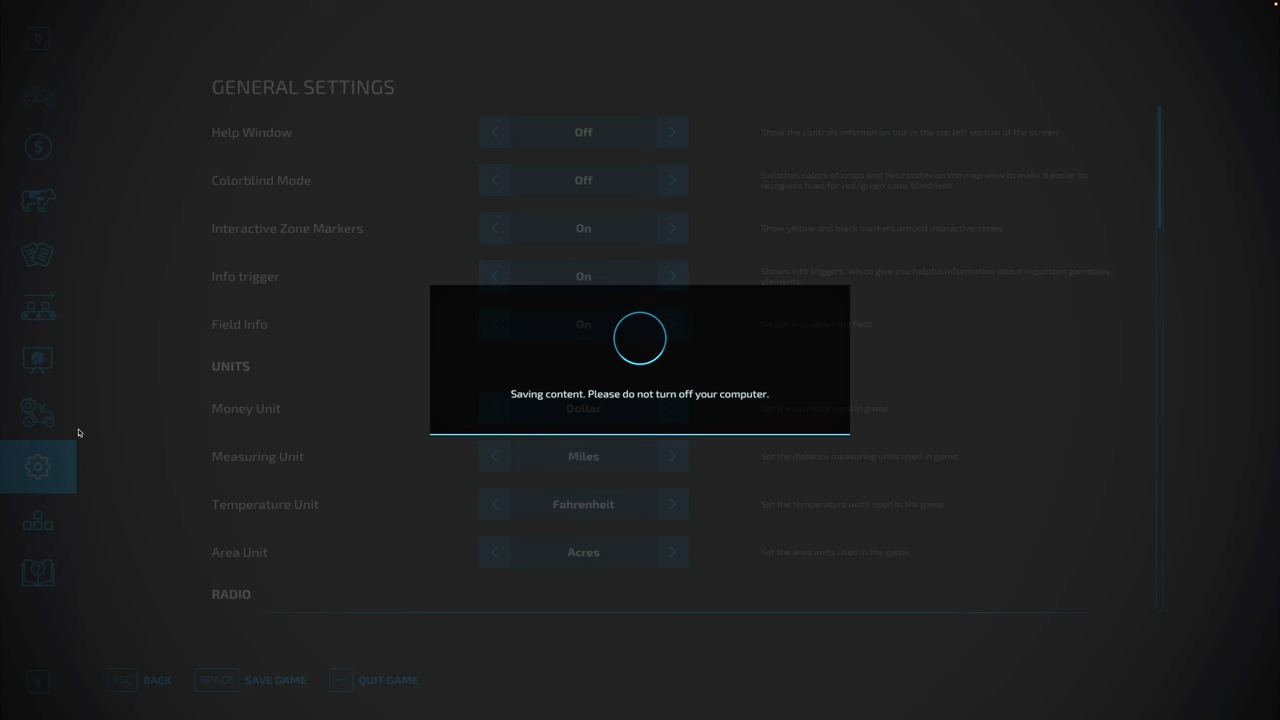 Q
GENERAL SETTINGS
Help Window
Off
Show the controls information box in the top left section of the screen
Colorblind Mode
Off
Switches colors of crops and field states on the map view to make it easier to
recognize hues for red/green color blindness.
Interactive Zone Markers
On
Show yellow and black markers around interactive zones.
Info trigger
On
Shows info triggers, which give you helpful information about important gameplay
elements.
Field Info
On
field.
Saving content. Please do not turn off your computer.
UNITS
Money Unit
Dollar
used in game.
Measuring Unit
Miles
Set the distance measuring units used in game.
Temperature Unit
Fahrenheit
Set the temperature units used in the game.
Area Unit
Acres
Set the area units used in the game.
RADIO
E
ESC BACK
SPACE SAVE GAME
QUIT GAME